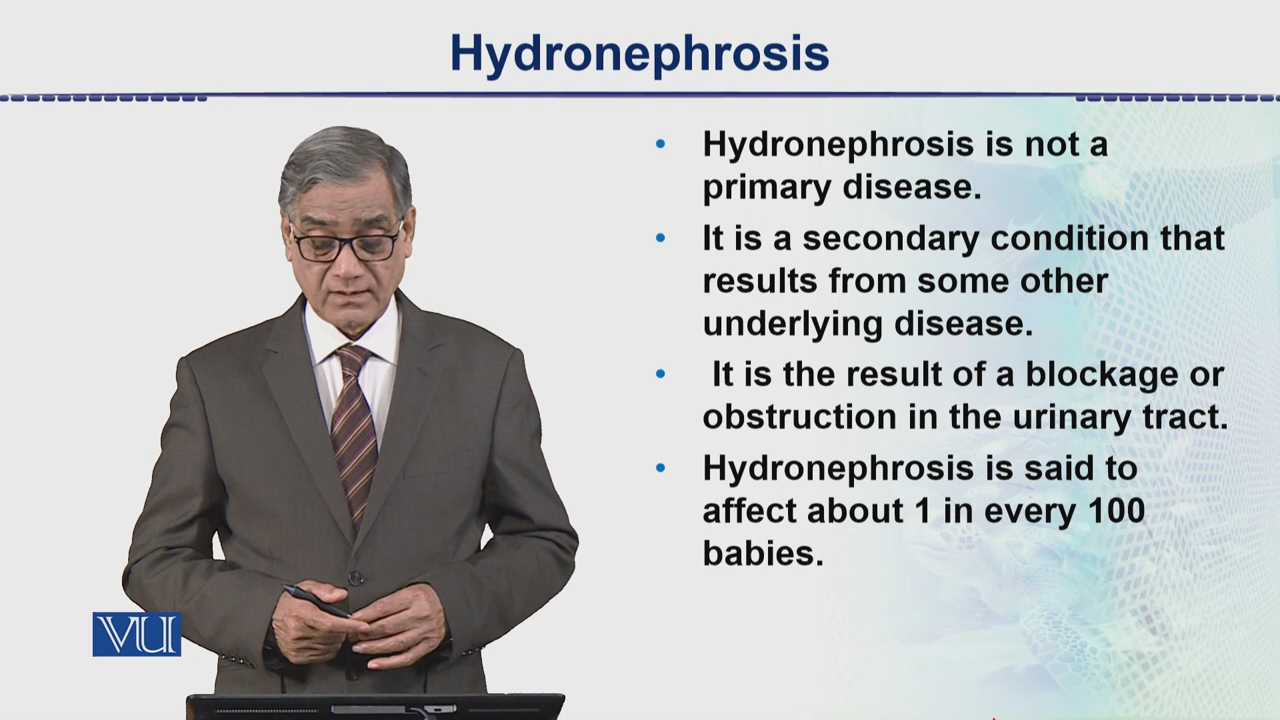 Hydronephrosis
• Hydronephrosis is not a
primary disease.
• It is a secondary condition that
results from some other
underlying disease.
• It is the result of a blockage or
obstruction in the urinary tract.
• Hydronephrosis is said to
affect about 1 in every 100
babies.
VU